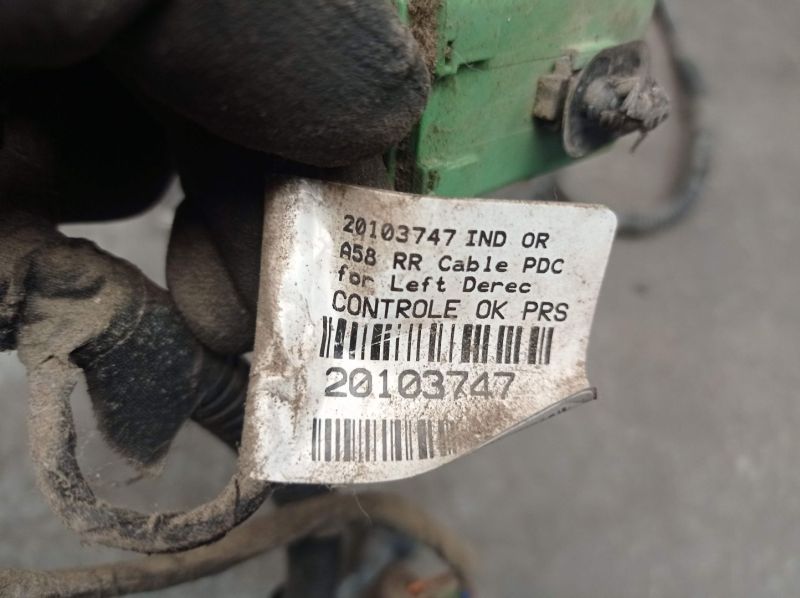 20103747 IND OR
A58 RR Cable PDC
for Left Derec
CONTROLE OK PRS
20103747